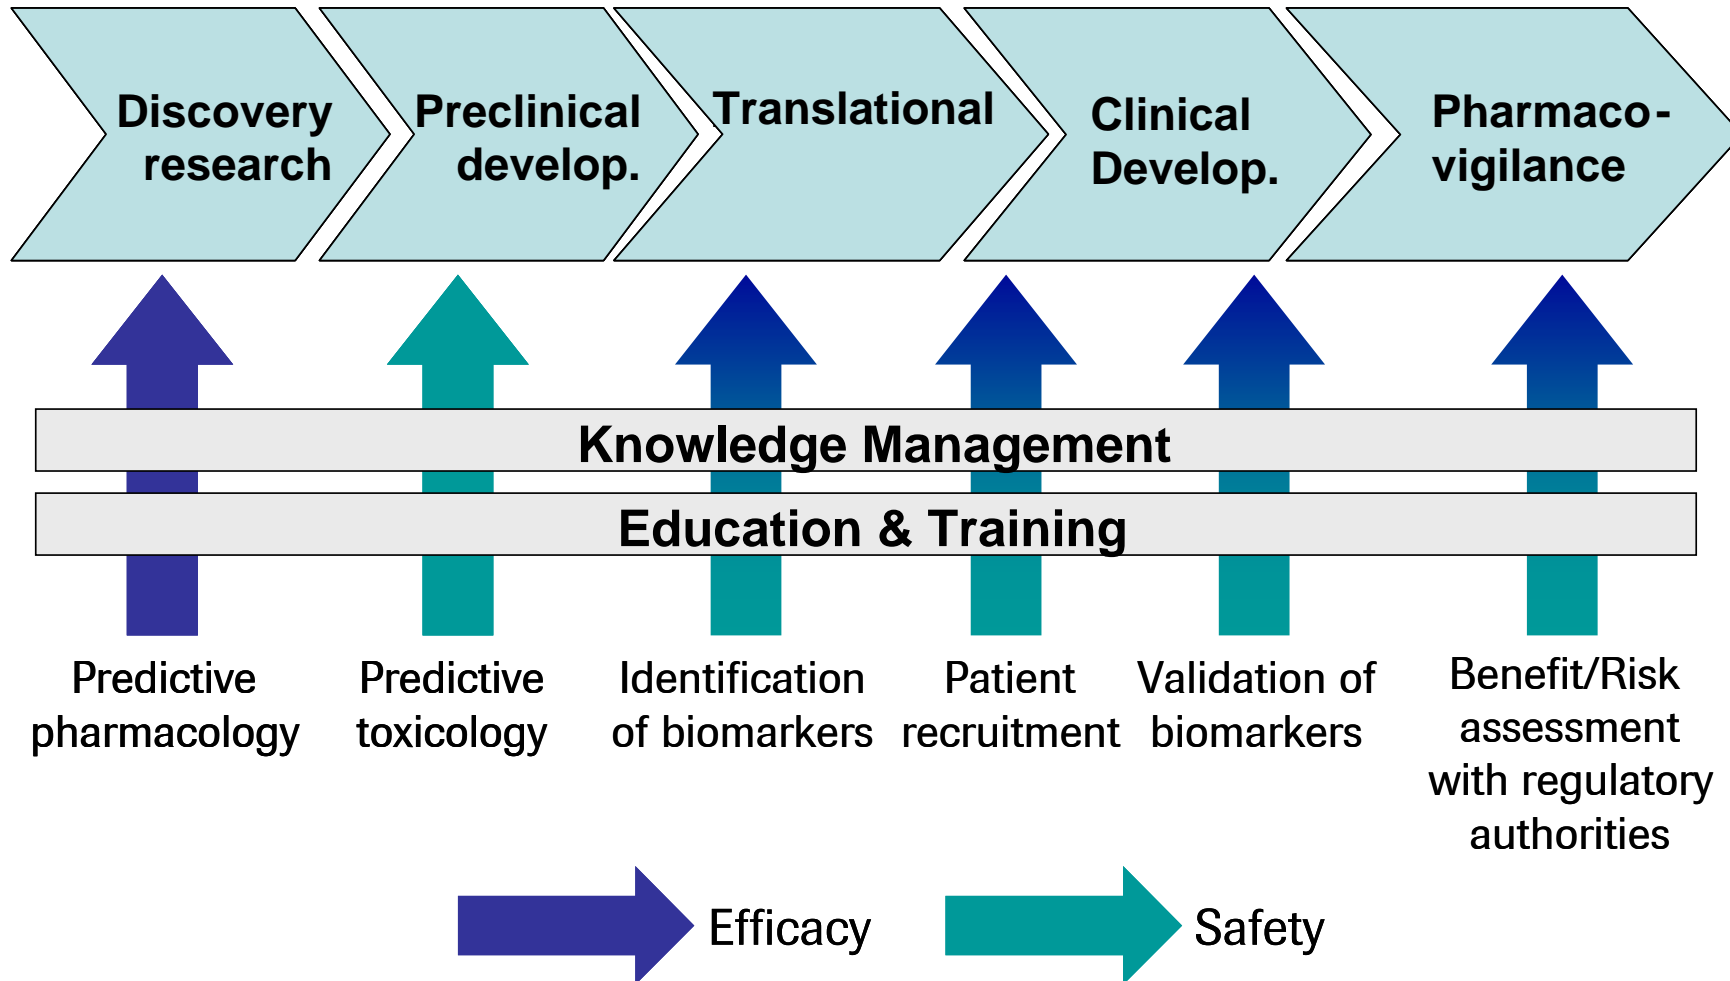 Discovery
research
Preclinical
develop.
Translational
Clinical
Develop.
Pharmaco-
vigilance
Knowledge Management
Education & Training
Predictive
pharmacology
Predictive
toxicology
Identification
of biomarkers
Patient
recruitment
Validation of
biomarkers
Benefit/Risk
assessment
with regulatory
authorities
Efficacy
Safety